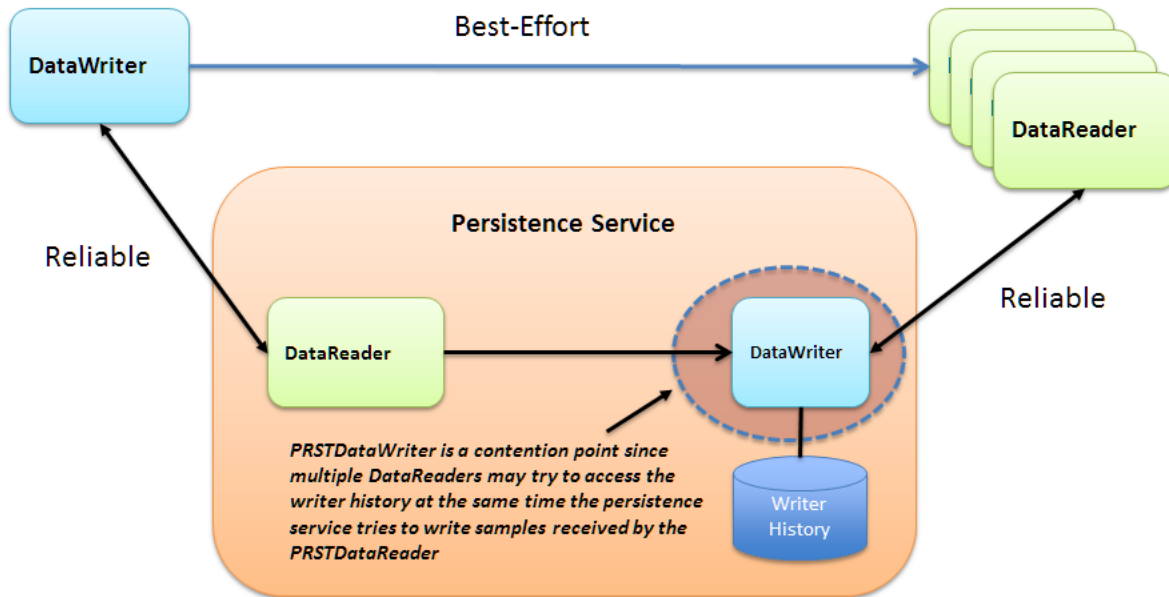 Best-Effort
DataWriter
DataReader
Persistence Service
Reliable
Reliable
DataReader
DataWriter
PRSTDataWriter is a contention point since
multiple DataReaders may try to access the
writer history at the same time the persistence
service tries to write samples received by the
PRSTDataReader
Writer
History